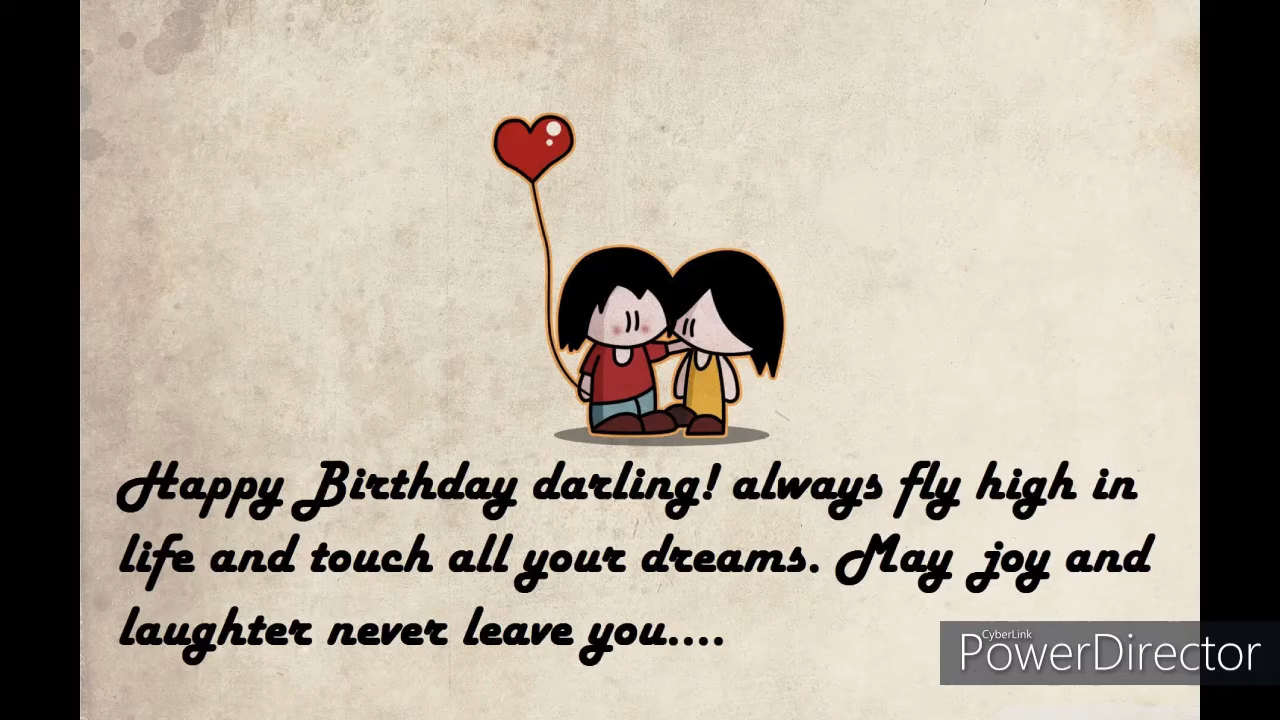 Happy Birthday darling! always fly high in
life and touch all your dreams. May joy and
laughter never leave you....
CyberLink
PowerDirector